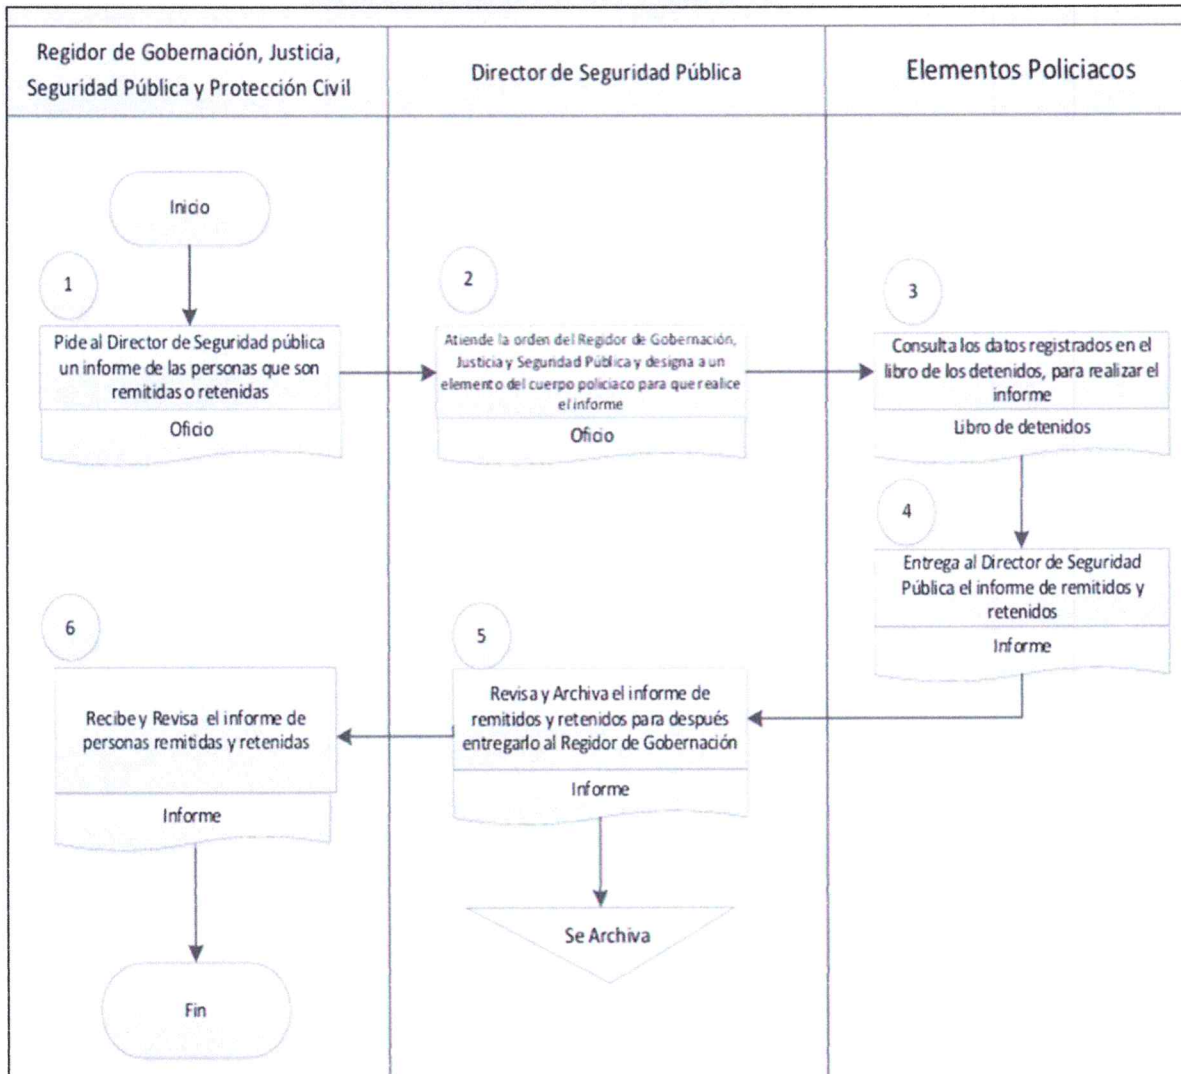 Regidor de Gobernación, Justicia,
Seguridad Pública y Protección Civil
Director de Seguridad Pública
Elementos Policiacos
Inicio
1
Pide al Director de Seguridad pública
un informe de las personas que son
remitidas o retenidas
Oficio
2
Atiende la orden del Regidor de Gobernación,
Justicia y Seguridad Pública y designa a un
elemento del cuerpo policiaco para que realice
el informe
Oficio
3
Consulta los datos registrados en el
libro de los detenidos, para realizar el
informe
Libro de detenidos
4
Entrega al Director de Seguridad
Pública el informe de remitidos y
retenidos
Informe
5
Revisa y Archiva el informe de
remitidos y retenidos para después
entregarlo al Regidor de Gobernación
Informe
Se Archiva
6
Recibe y Revisa el informe de
personas remitidas y retenidas
Informe
Fin